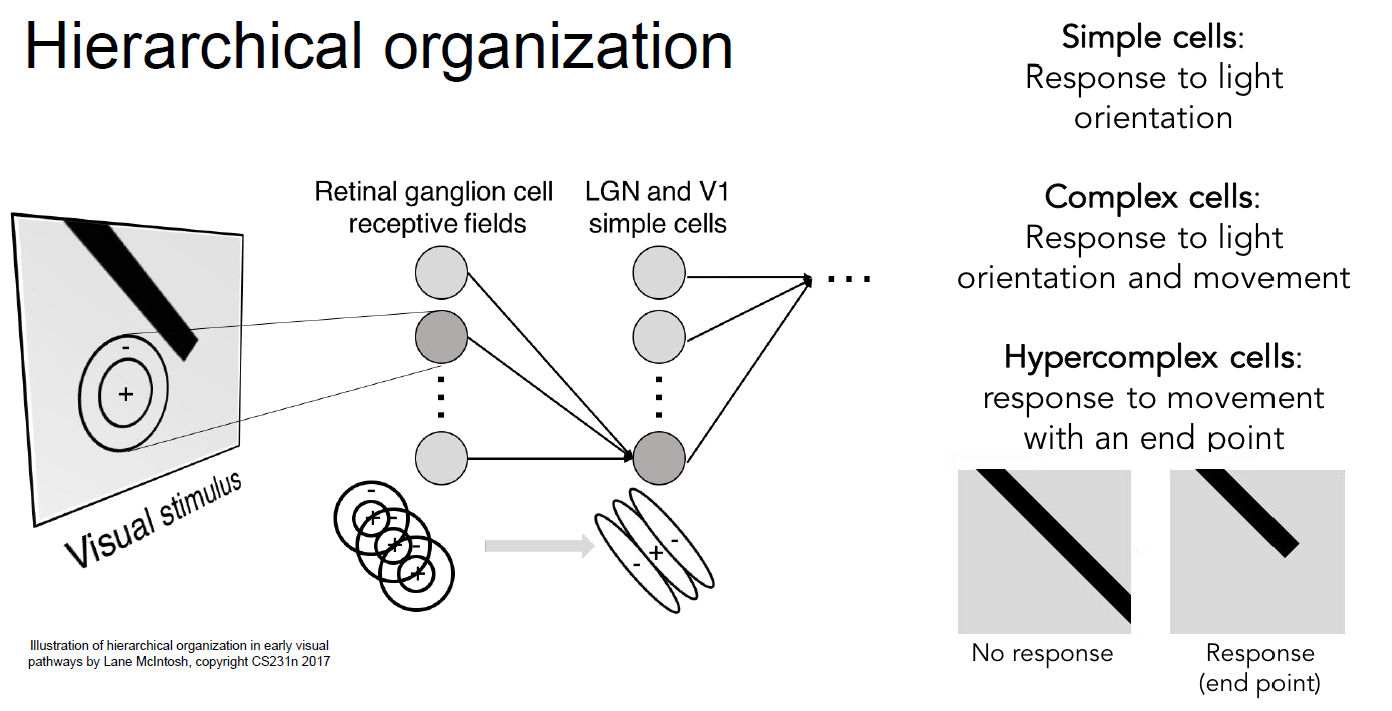 Hierarchical organization
Retinal ganglion cell
receptive fields
LGN and V1
simple cells
-
+
Visual stimulus
-
+
-
+
-
+
-
+
-
Illustration of hierarchical organization in early visual
pathways by Lane McIntosh, copyright CS231n 2017
Simple cells:
Response to light
orientation
Complex cells:
Response to light
orientation and movement
Hypercomplex cells:
response to movement
with an end point
No response
Response
(end point)